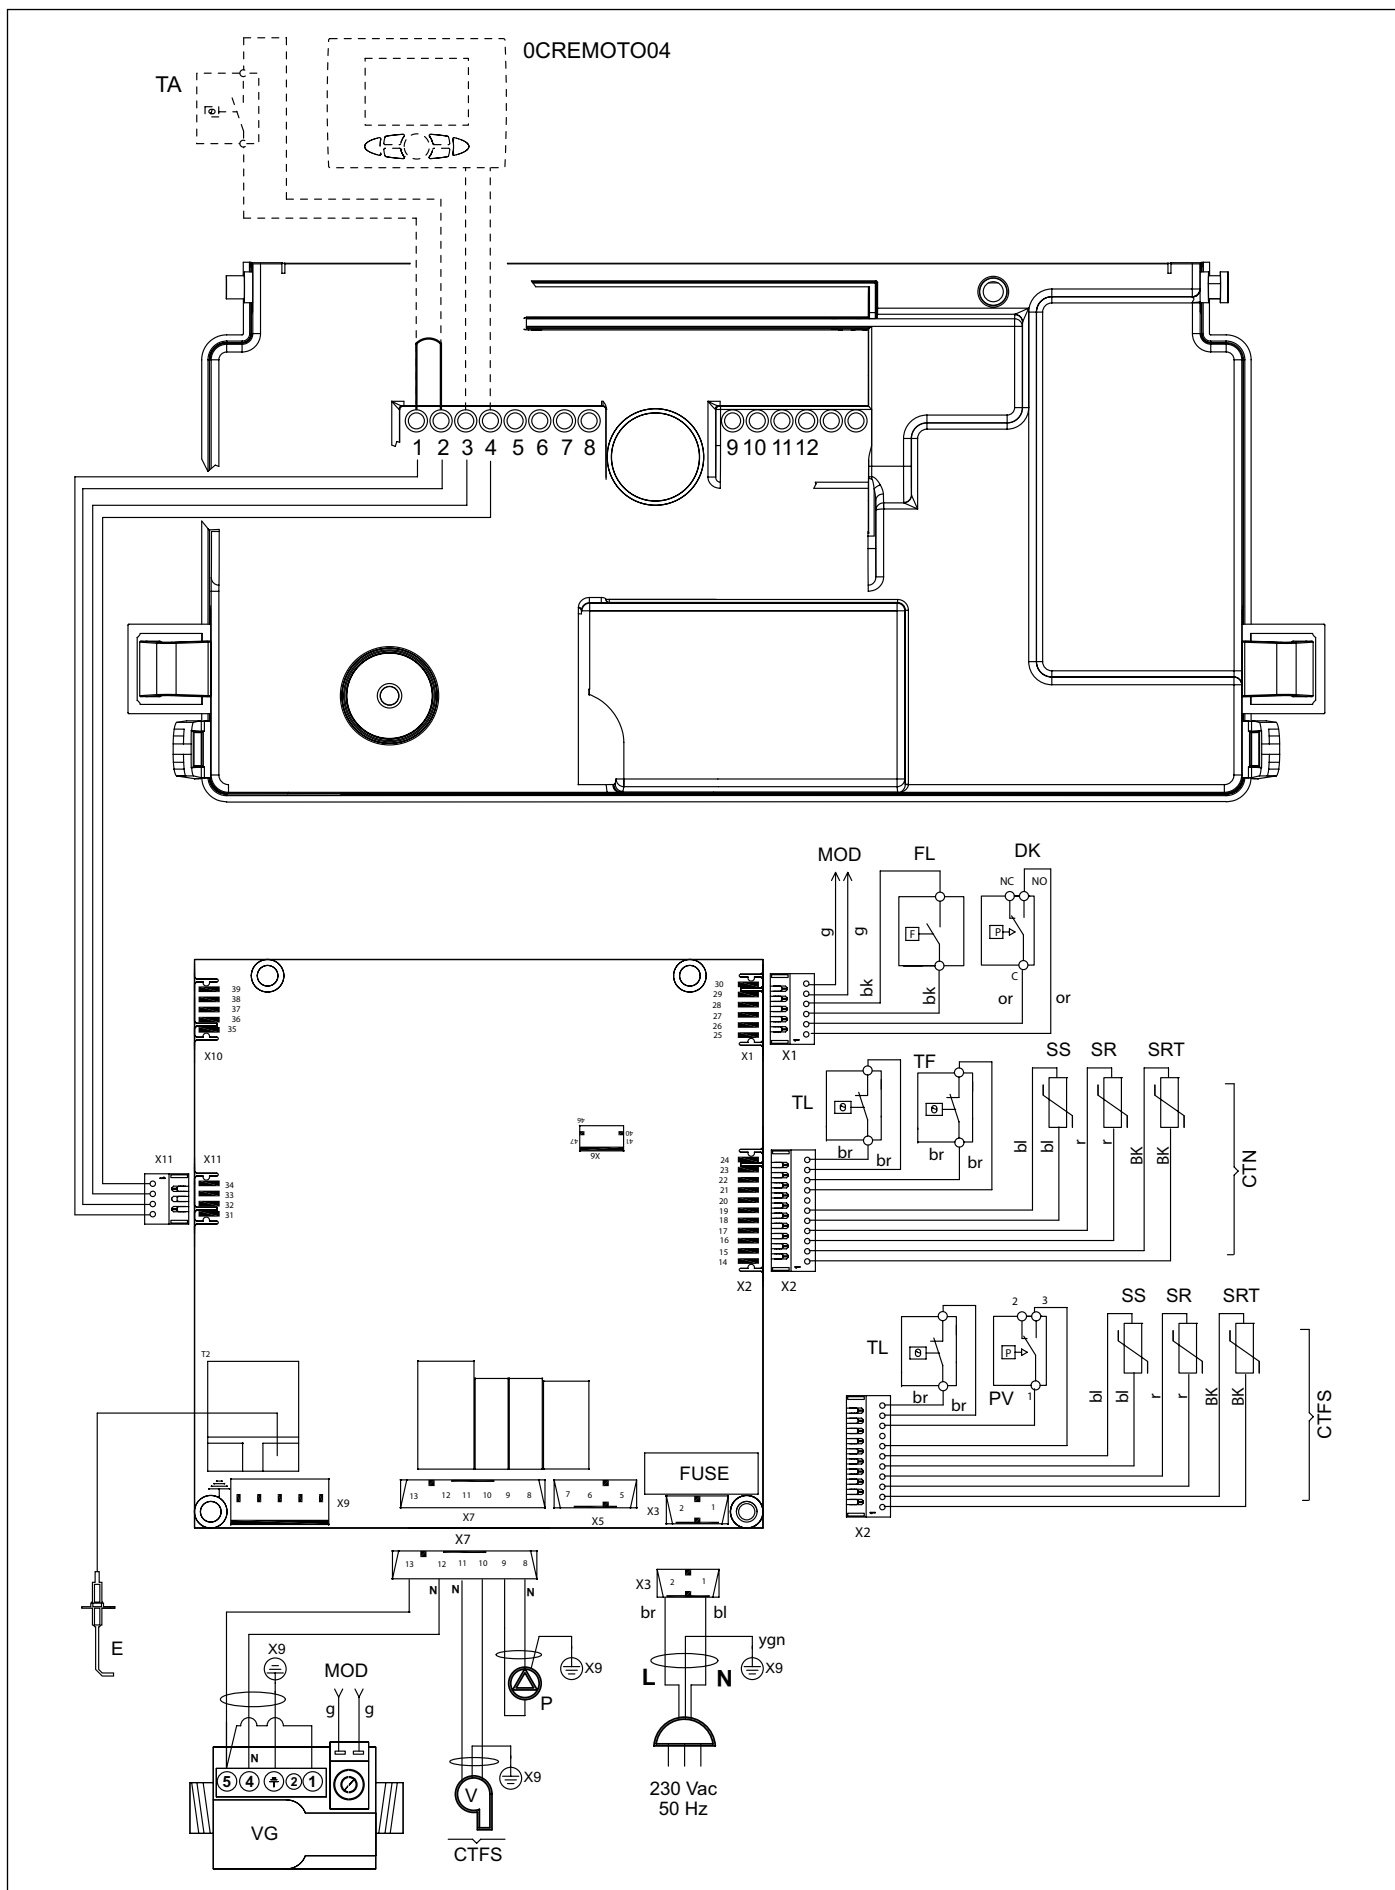 0CREMOTO04
TA
1 2 3 4 5 6 7 8
9 10 11 12
MOD FL DK
NC NO
g g
F P
C
bk bk or or
39
38
37
36
35
X10
30
29
28
27
26
25
X1 X1
SS SR SRT
TL TF
θ θ
br br br br
bl bl r r BK BK
CTN
46
47 40
41
X6
X11 X11
34
33
32
31
24
23
22
21
20
19
18
17
16
15
14
X2 X2
SS SR SRT
2 3
TL
θ P
PV 1
br br
bl bl r r BK BK
CTFS
X2
T2
FUSE
X9
13 12 11 10 9 8
X7
7 6 5
X5
X3 2 1
X7
13 12 11 10 9 8
N N N
X3 2 1
br bl
ygn
X9
L N
230 Vac
50 Hz
E
X9
MOD
g g
X9
P
N
5 4 2 1
VG
V
X9
CTFS